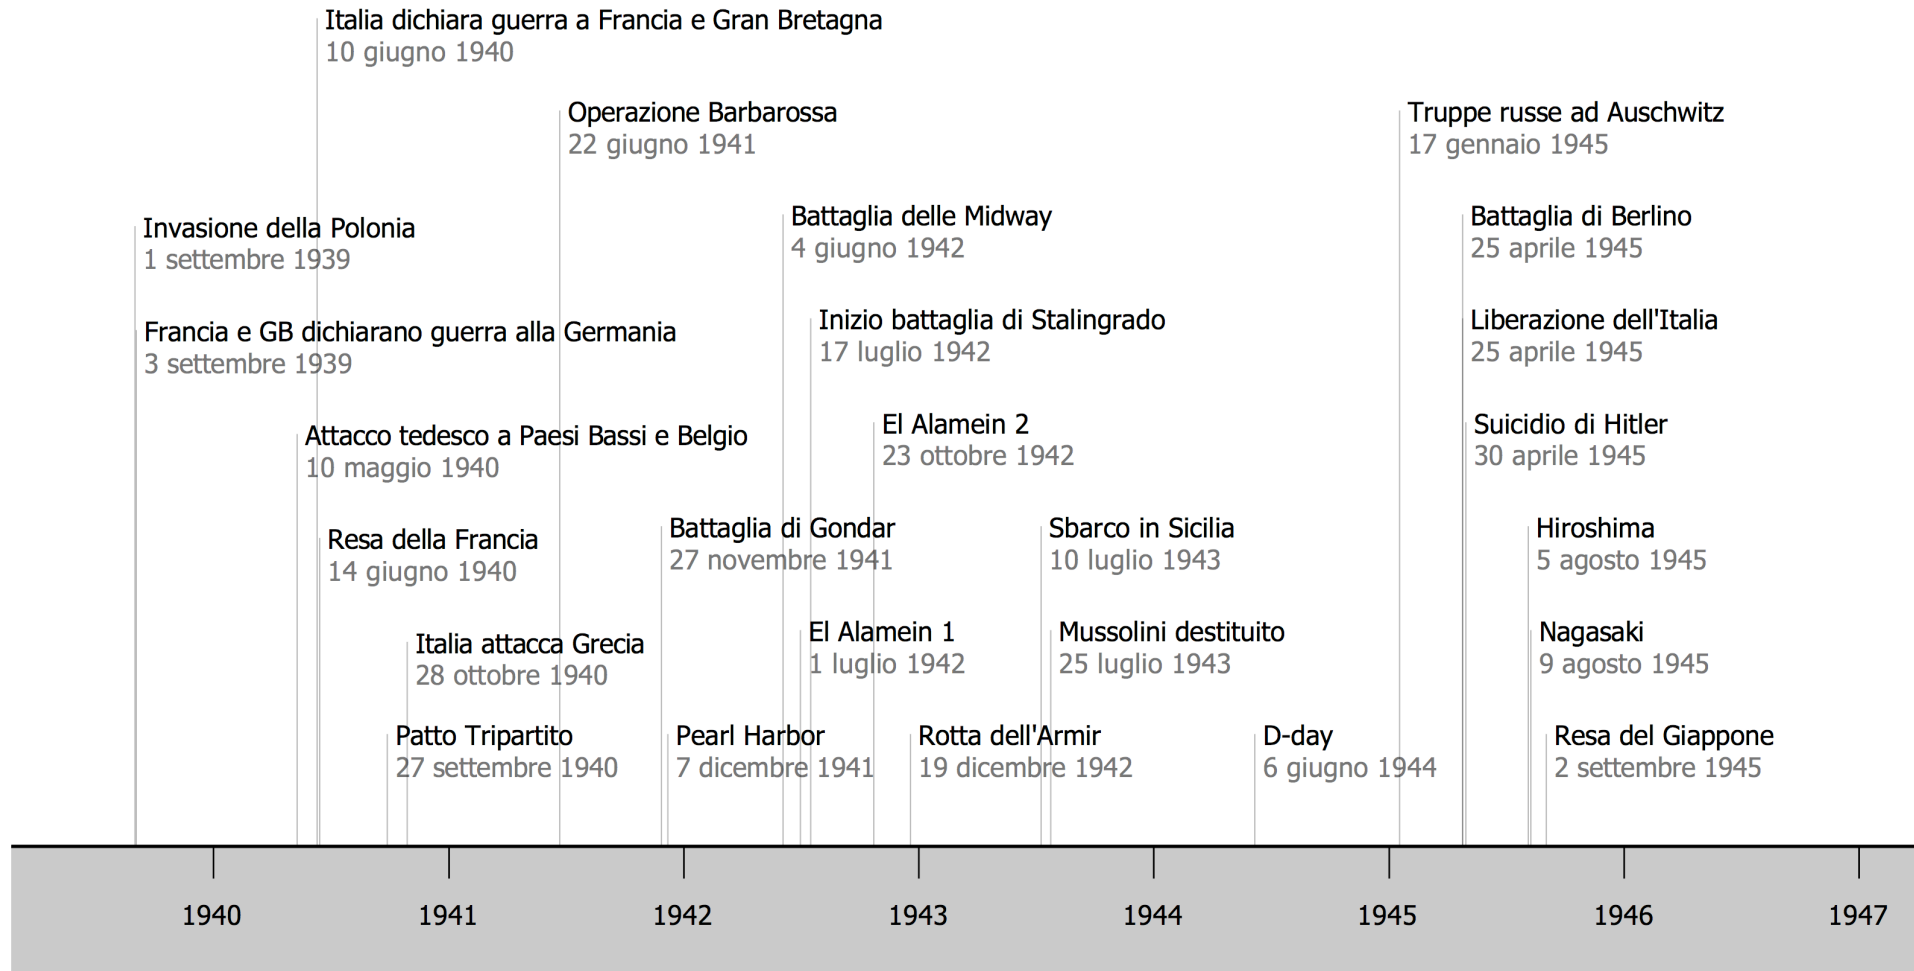 Italia dichiara guerra a Francia e Gran Bretagna
10 giugno 1940
Operazione Barbarossa
22 giugno 1941
Truppe russe ad Auschwitz
17 gennaio 1945
Invasione della Polonia
1 settembre 1939
Battaglia delle Midway
4 giugno 1942
Battaglia di Berlino
25 aprile 1945
Francia e GB dichiarano guerra alla Germania
3 settembre 1939
Inizio battaglia di Stalingrado
17 luglio 1942
Liberazione dell'Italia
25 aprile 1945
Attacco tedesco a Paesi Bassi e Belgio
10 maggio 1940
El Alamein 2
23 ottobre 1942
Suicidio di Hitler
30 aprile 1945
Resa della Francia
14 giugno 1940
Battaglia di Gondar
27 novembre 1941
Sbarco in Sicilia
10 luglio 1943
Hiroshima
5 agosto 1945
Italia attacca Grecia
28 ottobre 1940
El Alamein 1
1 luglio 1942
Mussolini destituito
25 luglio 1943
Nagasaki
9 agosto 1945
Patto Tripartito
27 settembre 1940
Pearl Harbor
7 dicembre 1941
Rotta dell'Armir
19 dicembre 1942
D-day
6 giugno 1944
Resa del Giappone
2 settembre 1945
1940 1941 1942 1943 1944 1945 1946 1947